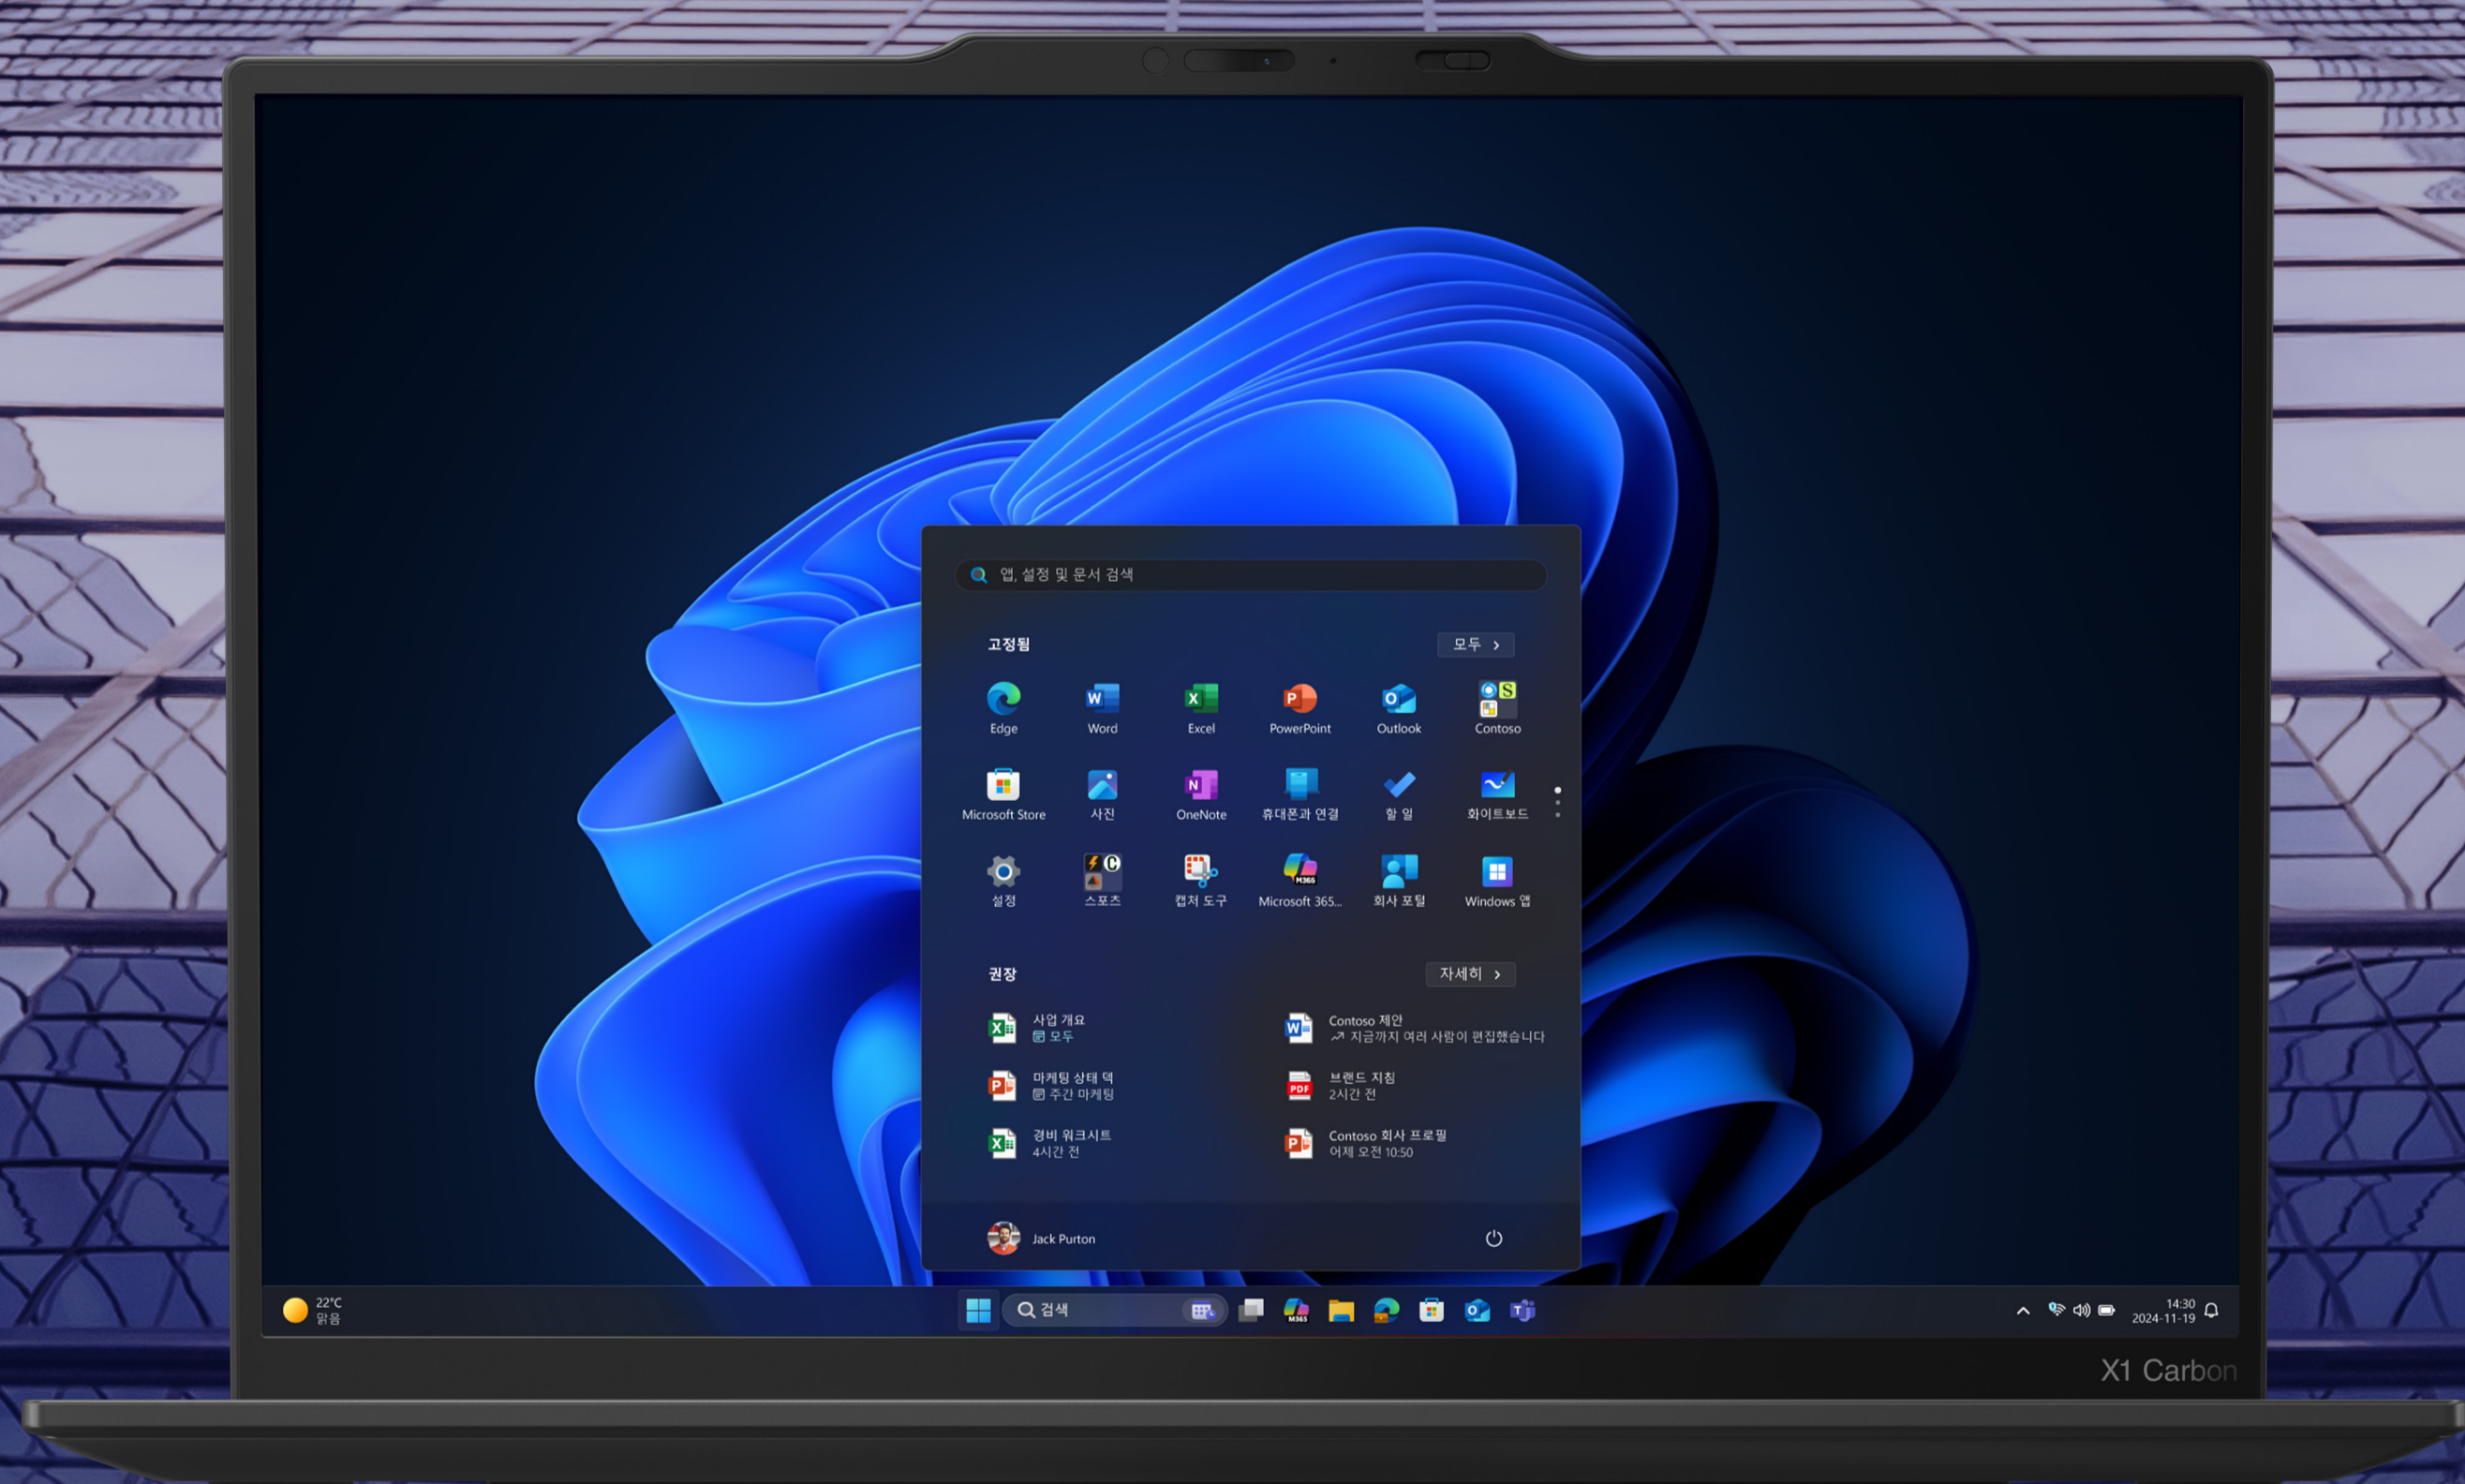 앱, 설정 및 문서 검색
고정됨
모두
Edge
Word
Excel
PowerPoint
Outlook
Contoso
Microsoft Store
사진
OneNote
휴대폰과 연결
할 일
화이트보드
설정
스포츠
캡처 도구
Microsoft 365...
회사 포털
Windows 앱
권장
자세히
사업 개요
모두
Contoso 제안
지금까지 여러 사람이 편집했습니다
마케팅 상태 덱
주간 마케팅
브랜드 지침
2시간 전
경비 워크시트
4시간 전
Contoso 회사 프로필
어제 오전 10:50
Jack Purton
22°C
맑음
검색
14:30
2024-11-19
X1 Carbon